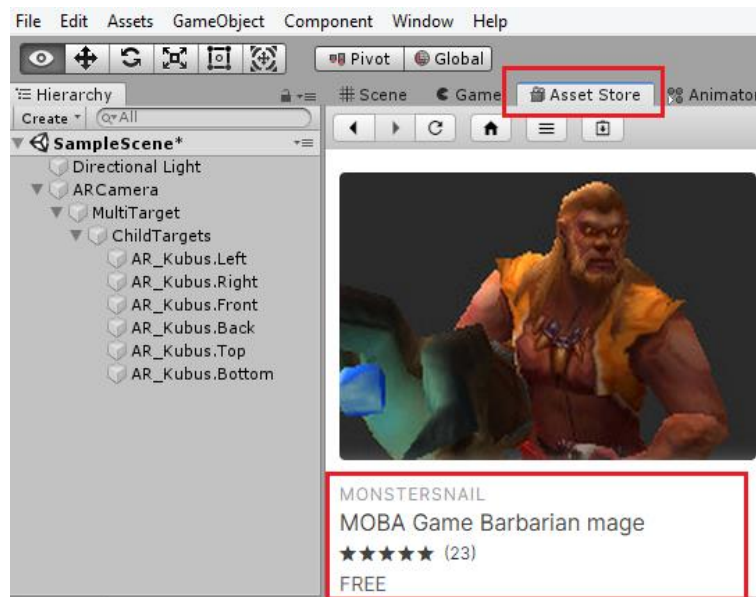 File Edit Assets GameObject Component Window Help
Pivot Global
Hierarchy
Create All
SampleScene*
Directional Light
ARCamera
MultiTarget
ChildTargets
AR_Kubus.Left
AR_Kubus.Right
AR_Kubus.Front
AR_Kubus.Back
AR_Kubus.Top
AR_Kubus.Bottom
Scene Game Asset Store Animator
MONSTERSNAIL
MOBA Game Barbarian mage
★★★★★ (23)
FREE